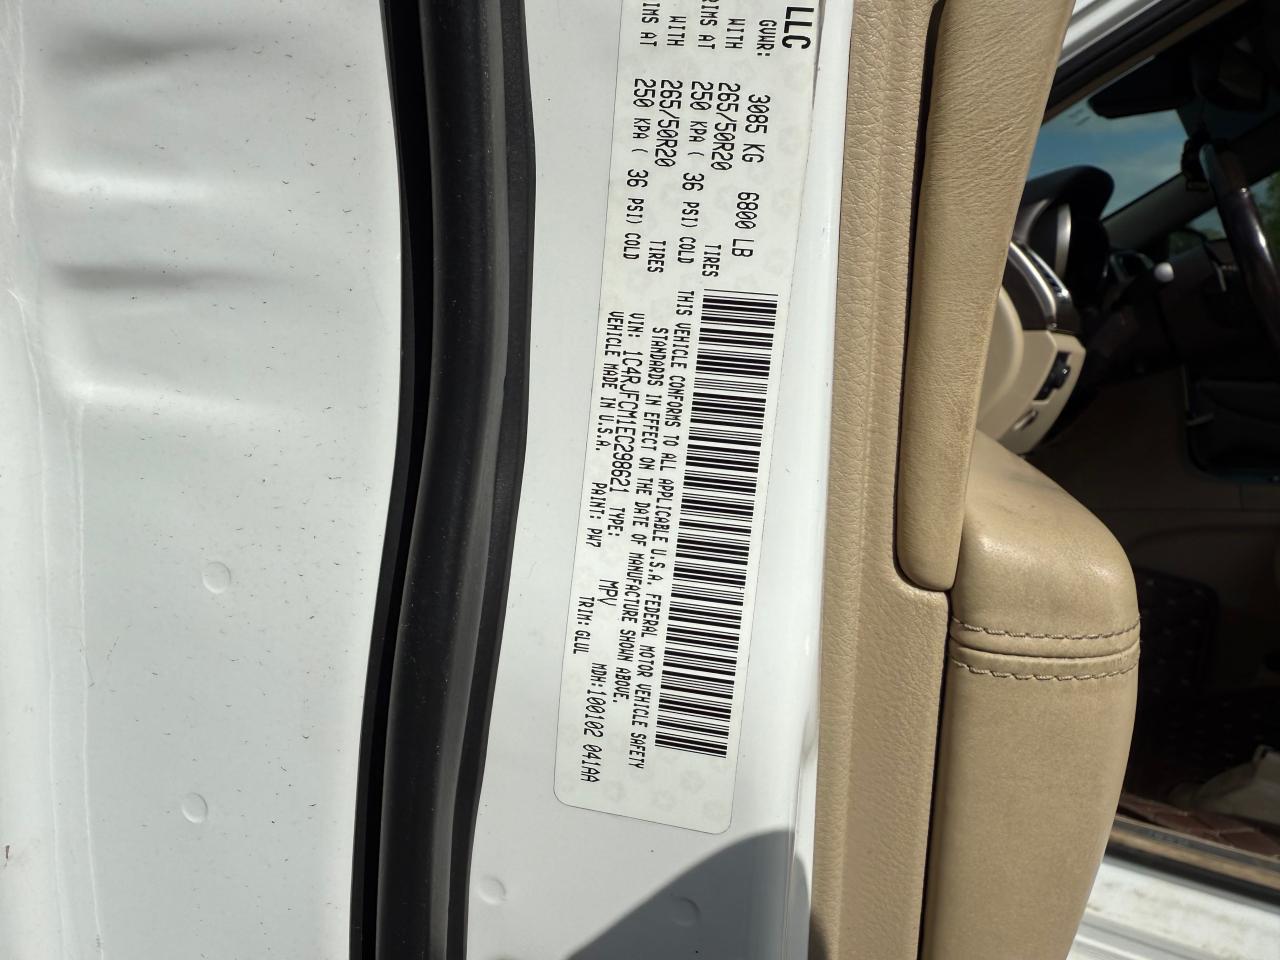 LLC
GVWR: 3085 KG 6800 LB
WITH 265/50R20 TIRES
RIMS AT 250 KPA ( 36 PSI) COLD
WITH 265/50R20 TIRES
IMS AT 250 KPA ( 36 PSI) COLD
THIS VEHICLE CONFORMS TO ALL APPLICABLE U.S.A. FEDERAL MOTOR VEHICLE SAFETY
STANDARDS IN EFFECT ON THE DATE OF MANUFACTURE SHOWN ABOVE.
VIN: 1C4RJFCM1EC298621 TYPE: MPV MDH:100102 041AA
VEHICLE MADE IN U.S.A. PAINT: PW7 TRIM: GLUL